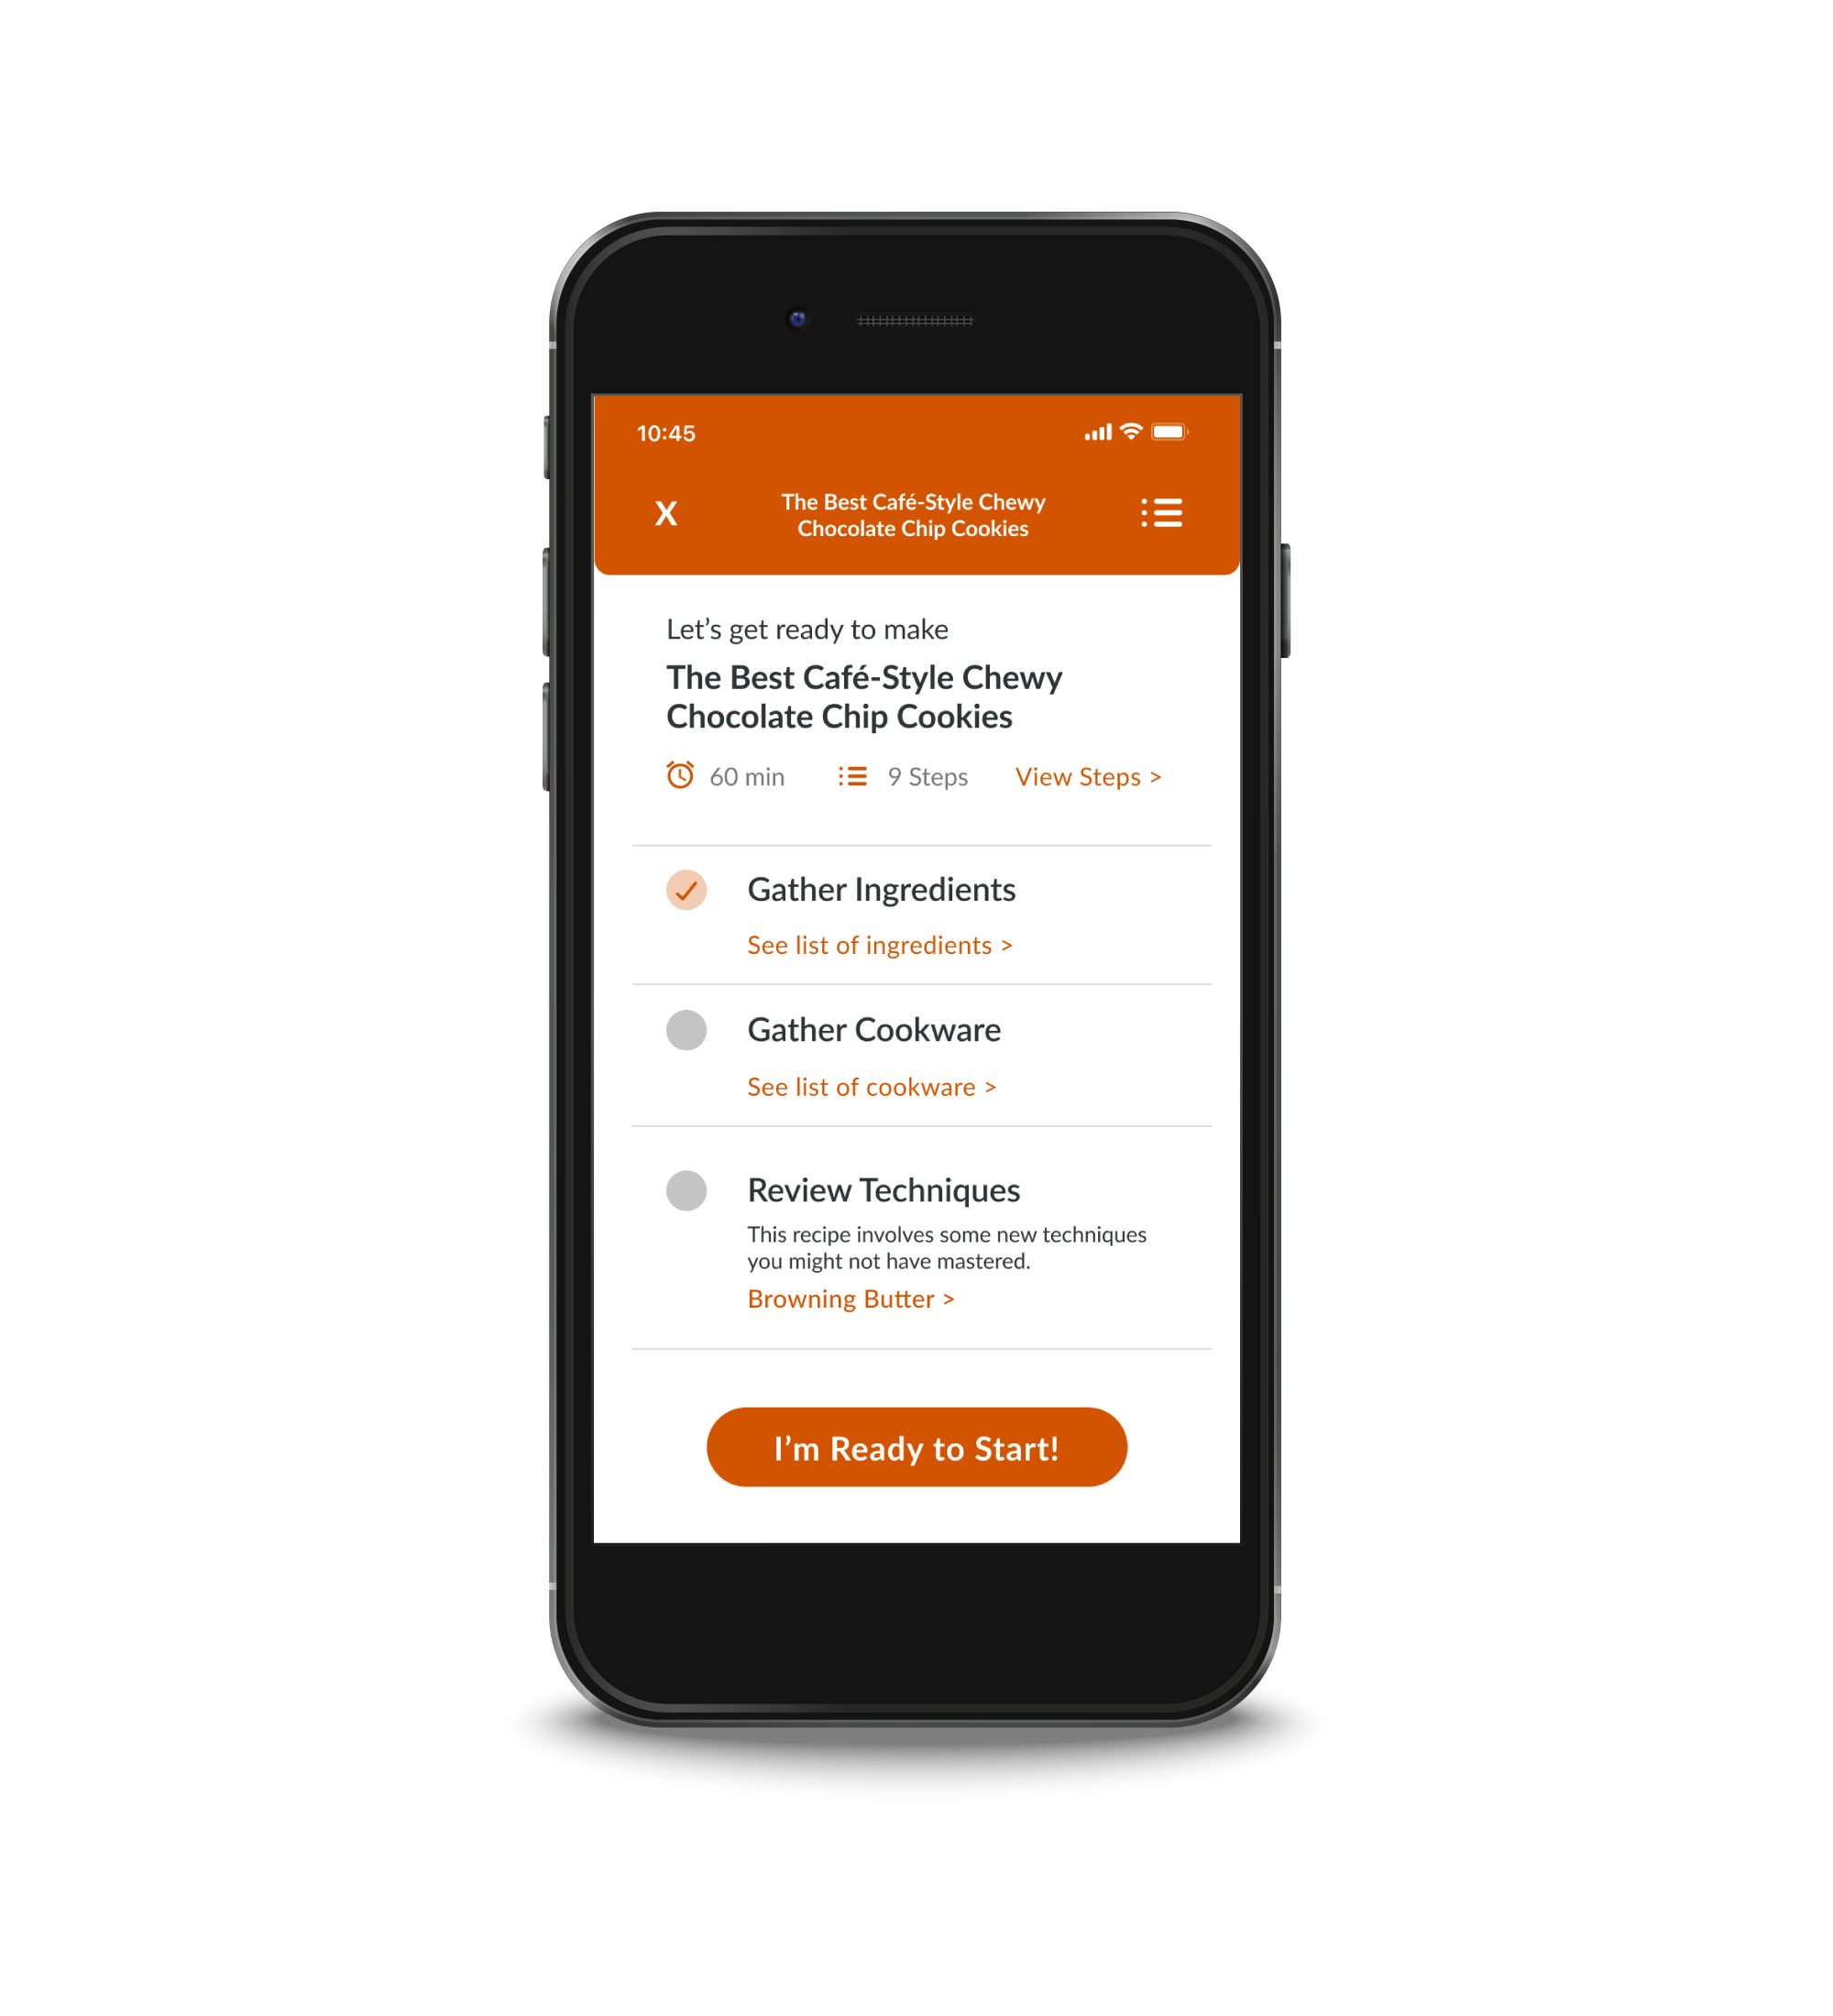 10:45
X
The Best Café-Style Chewy
Chocolate Chip Cookies
Let’s get ready to make
The Best Café-Style Chewy
Chocolate Chip Cookies
60 min 9 Steps View Steps >
Gather Ingredients
See list of ingredients >
Gather Cookware
See list of cookware >
Review Techniques
This recipe involves some new techniques
you might not have mastered.
Browning Butter >
I’m Ready to Start!